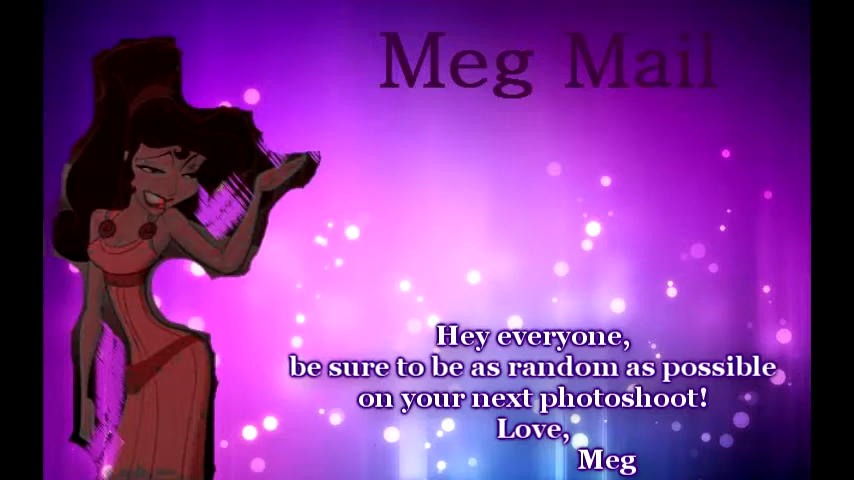 Meg Mail
Hey everyone,
be sure to be as random as possible
on your next photoshoot!
Love,
Meg